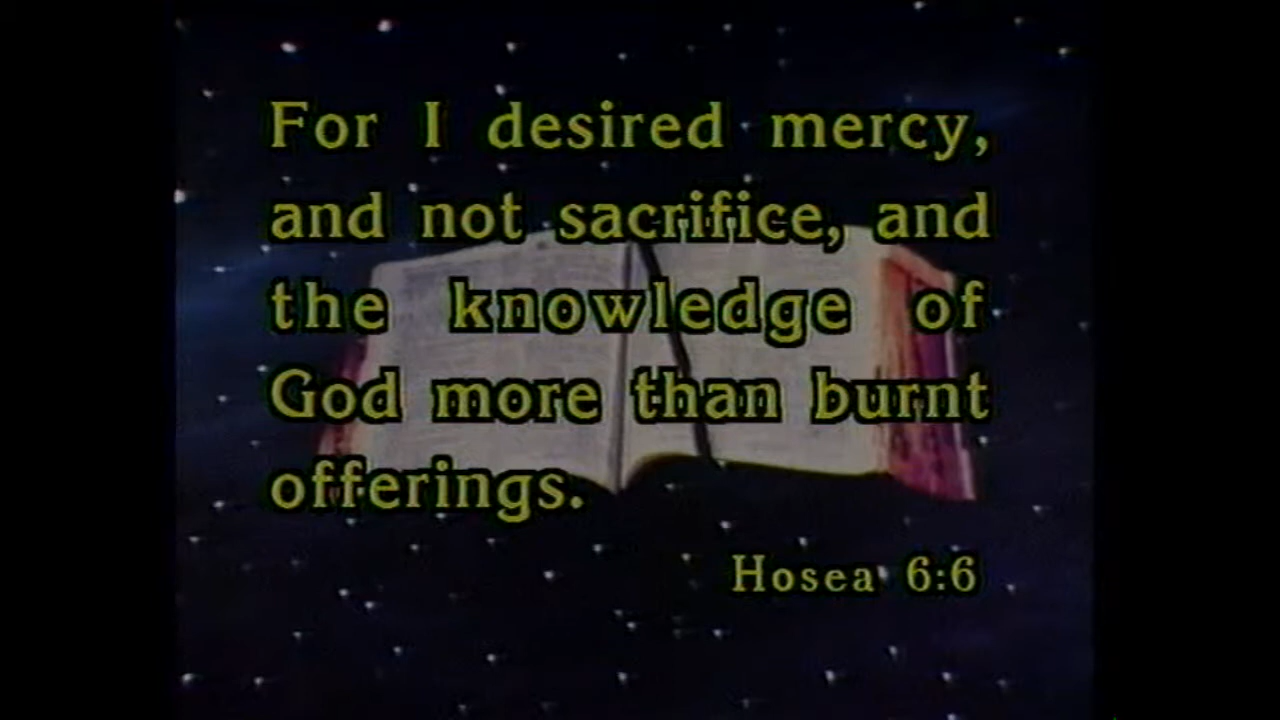 For I desired mercy,
and not sacrifice, and
the knowledge of
God more than burnt
offerings.
Hosea 6:6